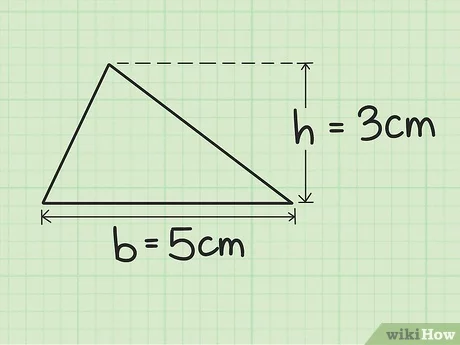 h = 3cm
b = 5cm
wikiHow